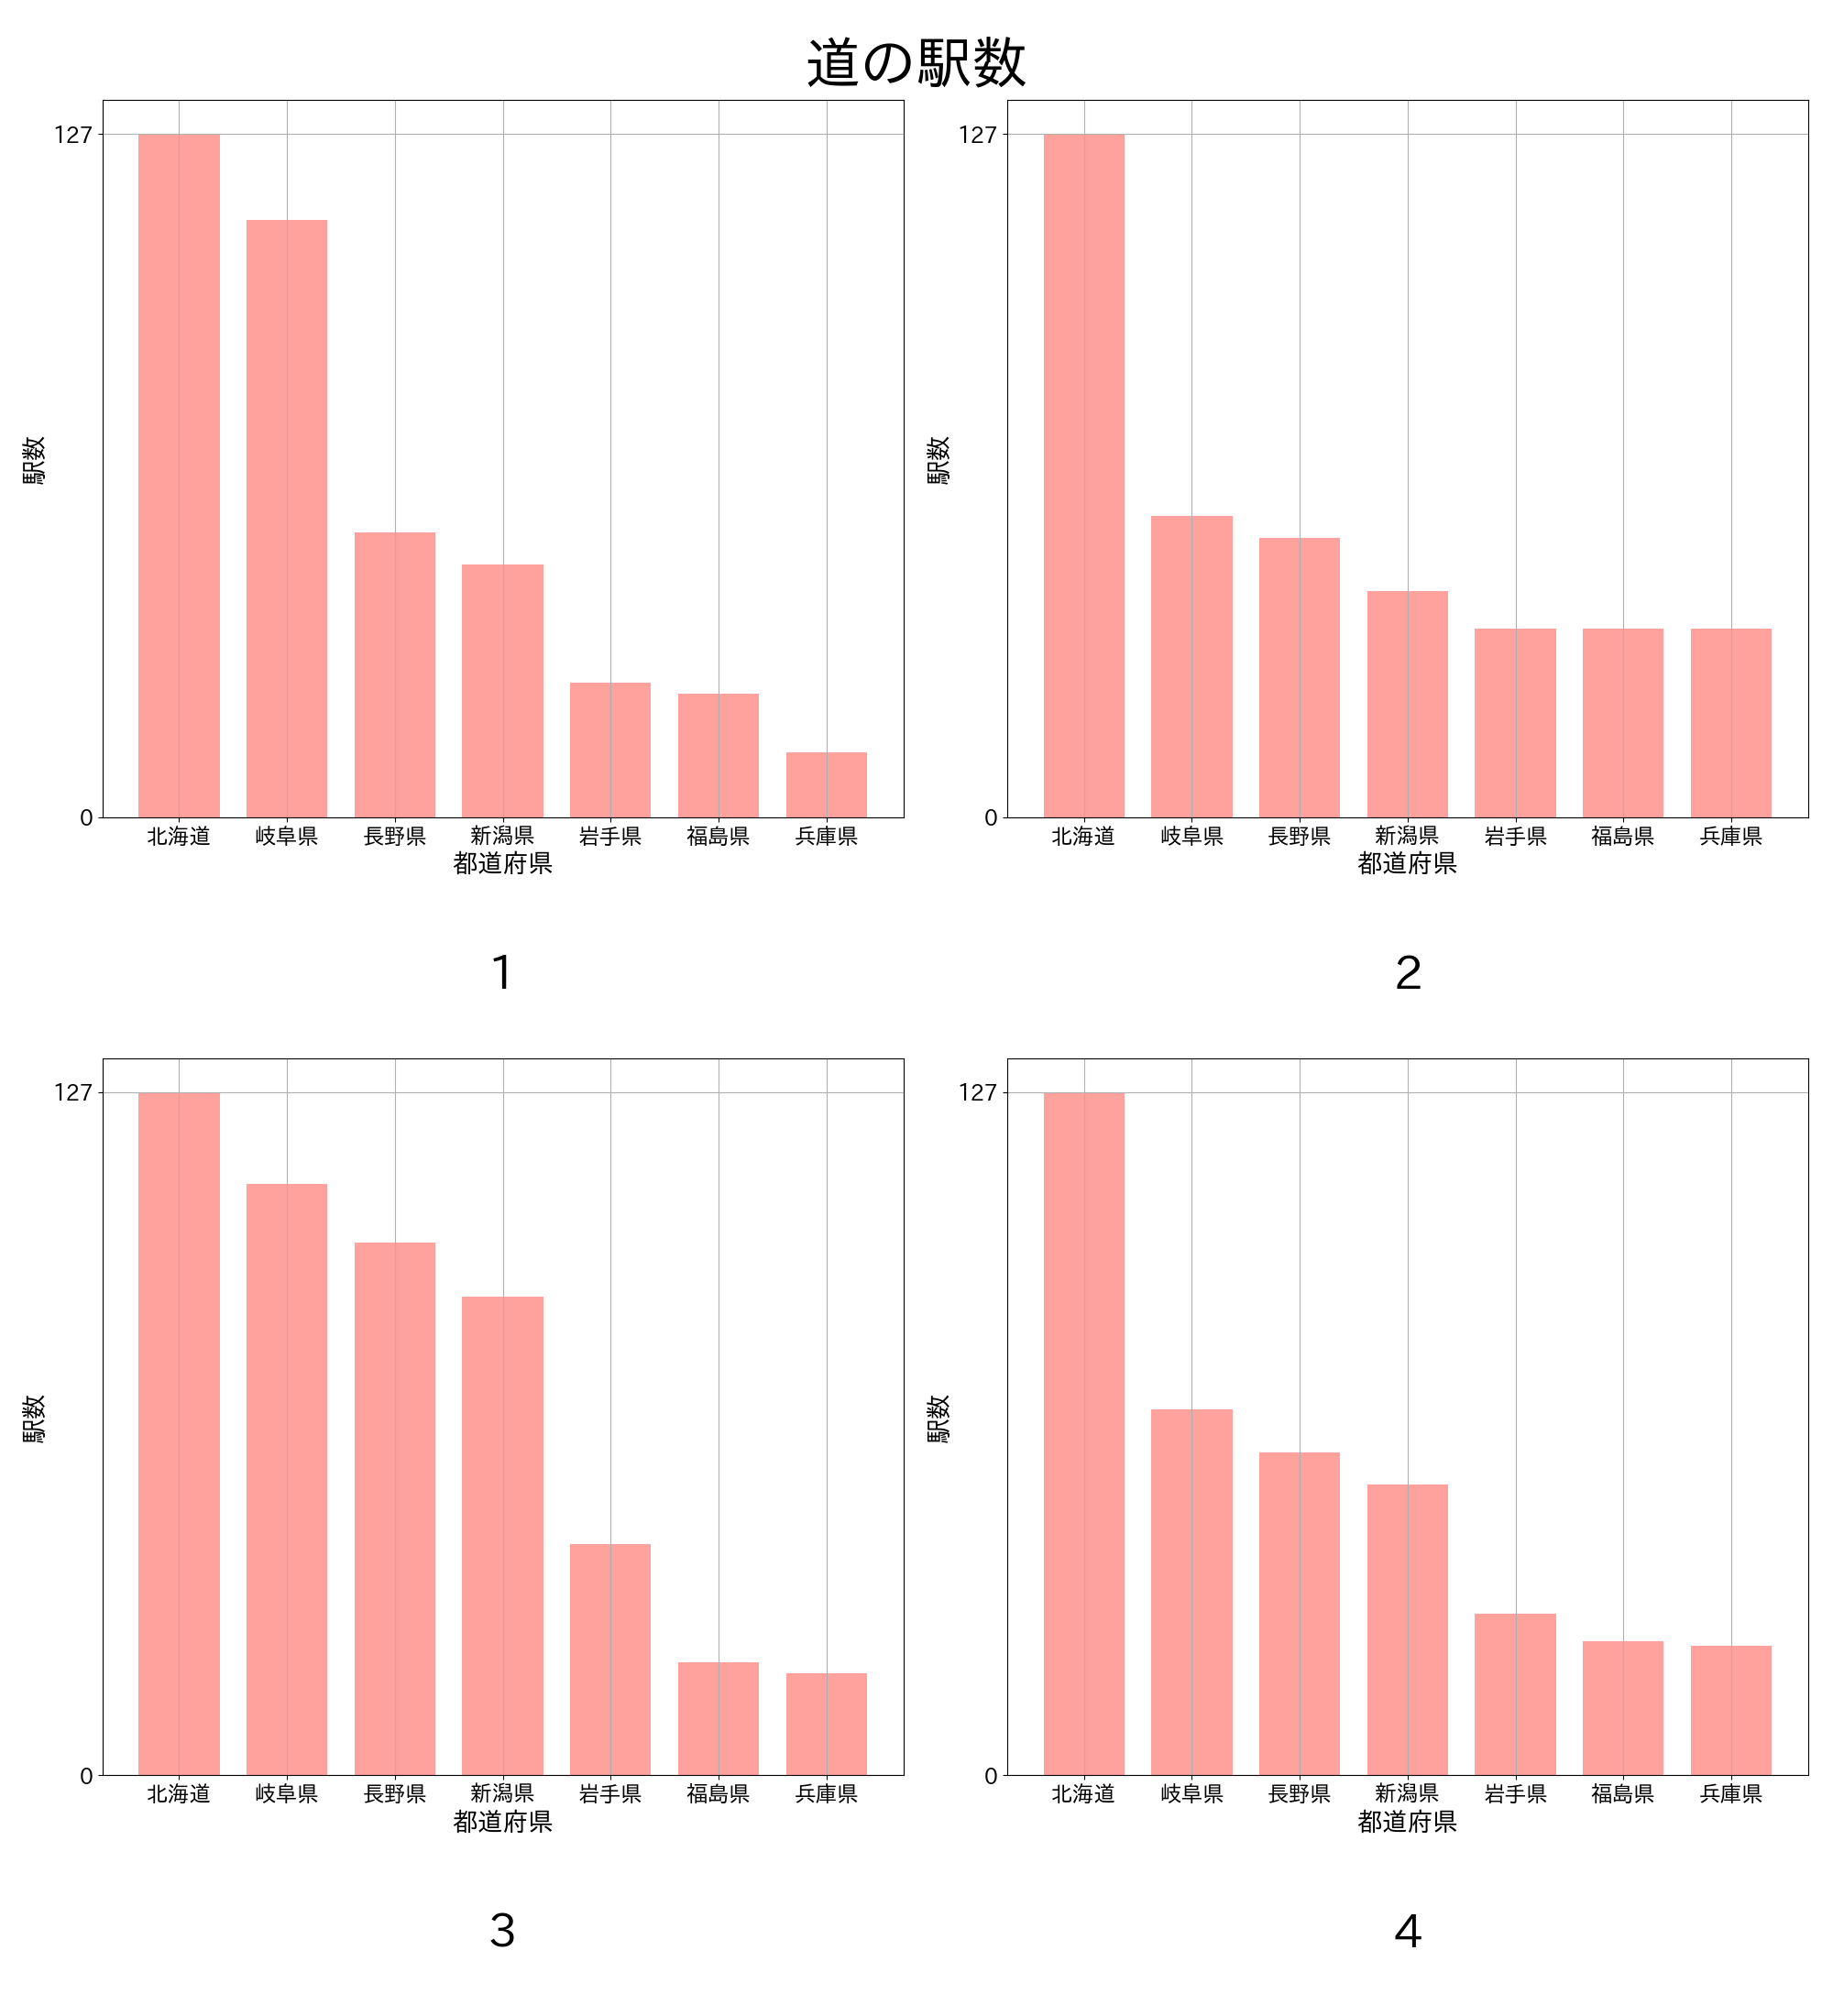 道の駅数
127
駅数
0
北海道 岐阜県 長野県 新潟県 岩手県 福島県 兵庫県
都道府県
1
127
駅数
0
北海道 岐阜県 長野県 新潟県 岩手県 福島県 兵庫県
都道府県
2
127
駅数
0
北海道 岐阜県 長野県 新潟県 岩手県 福島県 兵庫県
都道府県
3
127
駅数
0
北海道 岐阜県 長野県 新潟県 岩手県 福島県 兵庫県
都道府県
4